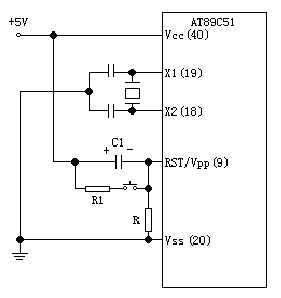 +5V
AT89C51
Vcc(40)
X1(19)
X2(18)
C1
+ -
RST/Vpp(9)
R1
R
Vss(20)